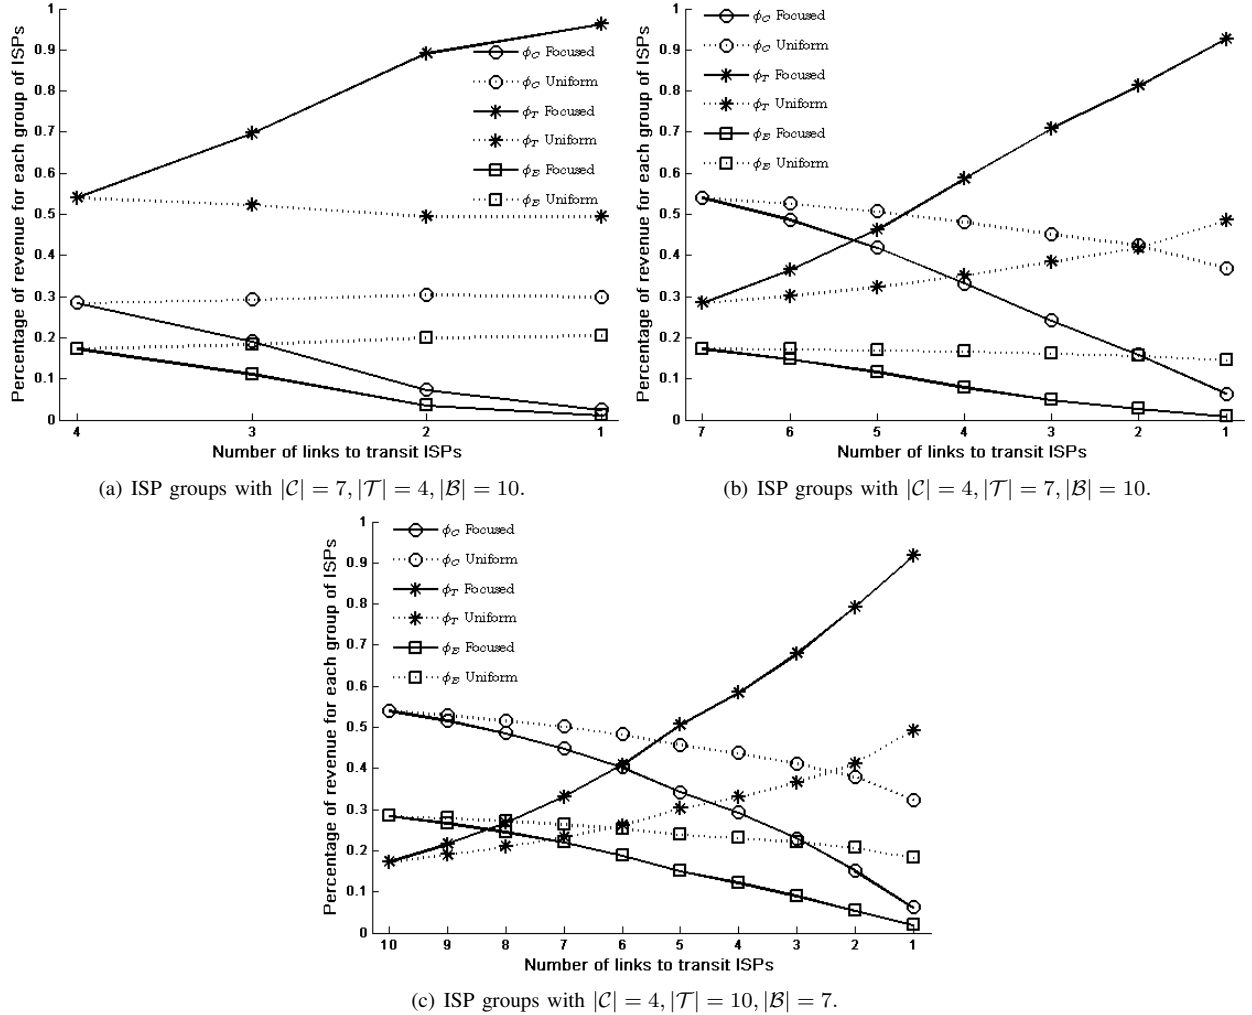 Percentage of revenue for each group of ISPs
1
0.9
0.8
0.7
0.6
0.5
0.4
0.3
0.2
0.1
0
ϕ_C Focused
ϕ_C Uniform
ϕ_T Focused
ϕ_T Uniform
ϕ_B Focused
ϕ_B Uniform
4 3 2 1
Number of links to transit ISPs
(a) ISP groups with |C| = 7, |T| = 4, |B| = 10.
Percentage of revenue for each group of ISPs
1
0.9
0.8
0.7
0.6
0.5
0.4
0.3
0.2
0.1
0
ϕ_C Focused
ϕ_C Uniform
ϕ_T Focused
ϕ_T Uniform
ϕ_B Focused
ϕ_B Uniform
7 6 5 4 3 2 1
Number of links to transit ISPs
(b) ISP groups with |C| = 4, |T| = 7, |B| = 10.
Percentage of revenue for each group of ISPs
1
0.9
0.8
0.7
0.6
0.5
0.4
0.3
0.2
0.1
0
ϕ_C Focused
ϕ_C Uniform
ϕ_T Focused
ϕ_T Uniform
ϕ_B Focused
ϕ_B Uniform
10 9 8 7 6 5 4 3 2 1
Number of links to transit ISPs
(c) ISP groups with |C| = 4, |T| = 10, |B| = 7.